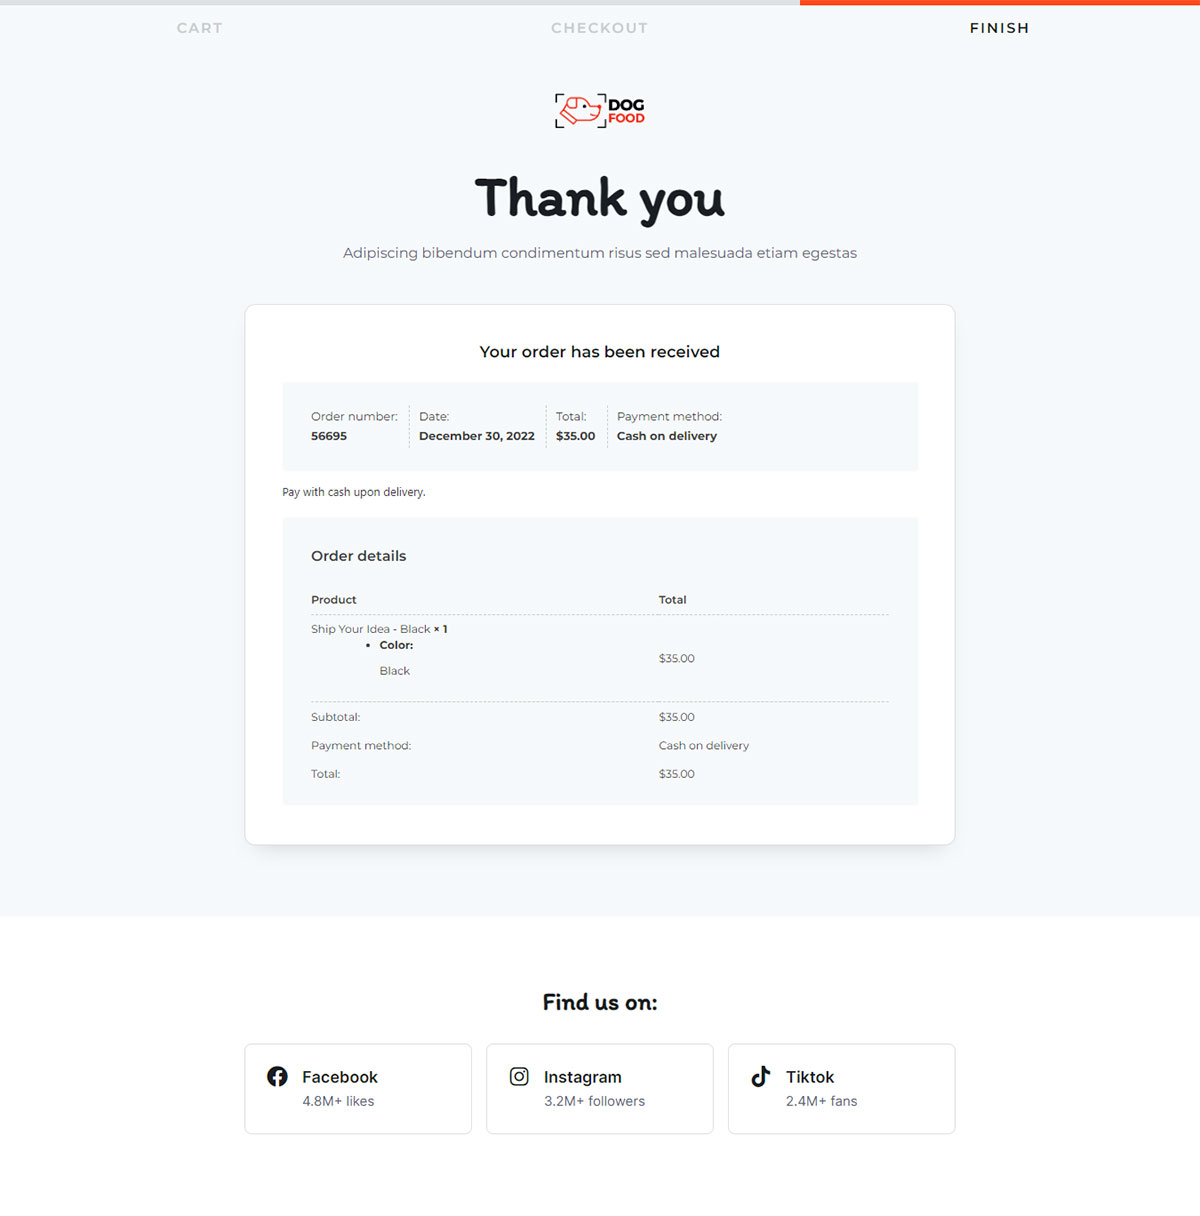 CART CHECKOUT FINISH
DOG
FOOD
Thank you
Adipiscing bibendum condimentum risus sed malesuada etiam egestas
Your order has been received
Order number: Date: Total: Payment method:
56695 December 30, 2022 $35.00 Cash on delivery
Pay with cash upon delivery.
Order details
Product Total
Ship Your Idea - Black × 1
• Color:
$35.00
Black
Subtotal: $35.00
Payment method: Cash on delivery
Total: $35.00
Find us on:
Facebook Instagram Tiktok
4.8M+ likes 3.2M+ followers 2.4M+ fans